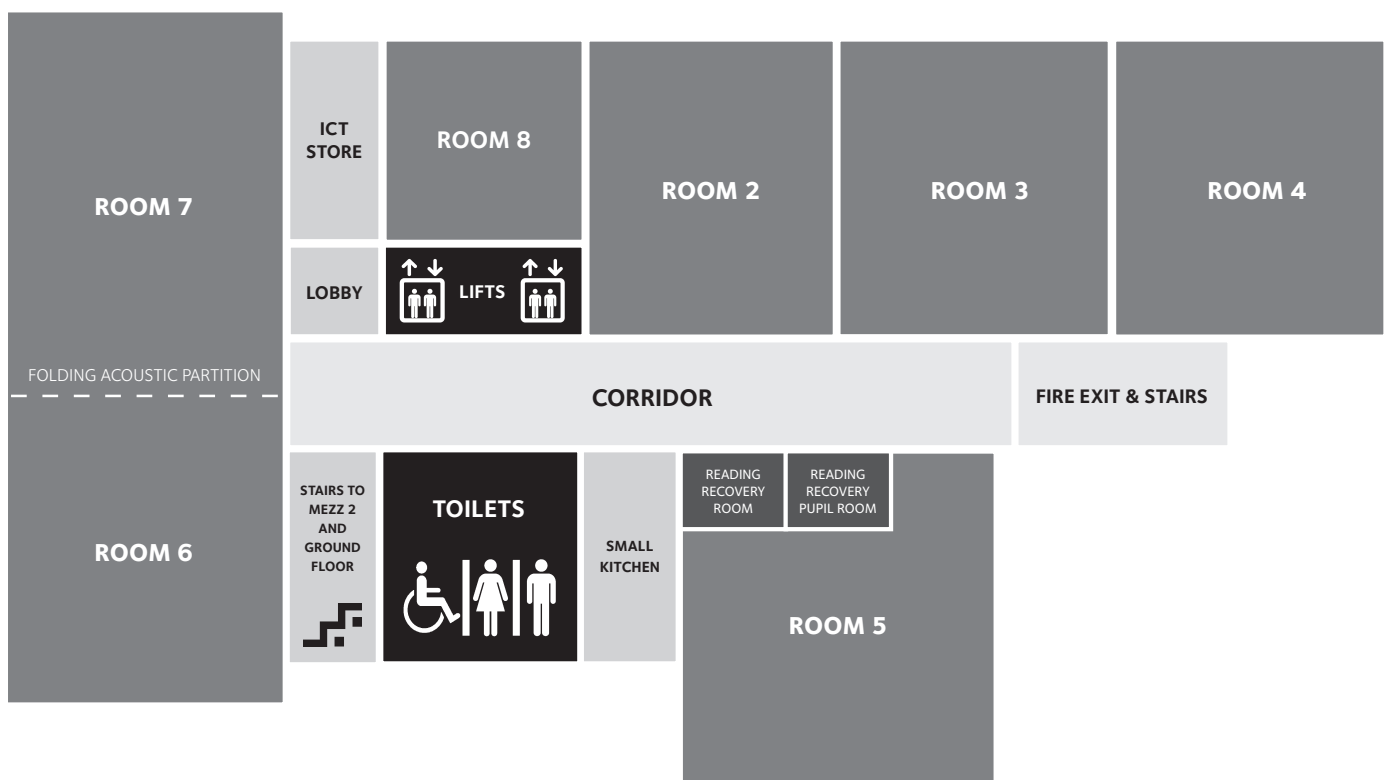 ROOM 7
ICT
STORE
ROOM 8
ROOM 2
ROOM 3
ROOM 4
LOBBY
LIFTS
FOLDING ACOUSTIC PARTITION
CORRIDOR
FIRE EXIT & STAIRS
ROOM 6
STAIRS TO
MEZZ 2
AND
GROUND
FLOOR
TOILETS
SMALL
KITCHEN
READING
RECOVERY
ROOM
READING
RECOVERY
PUPIL ROOM
ROOM 5